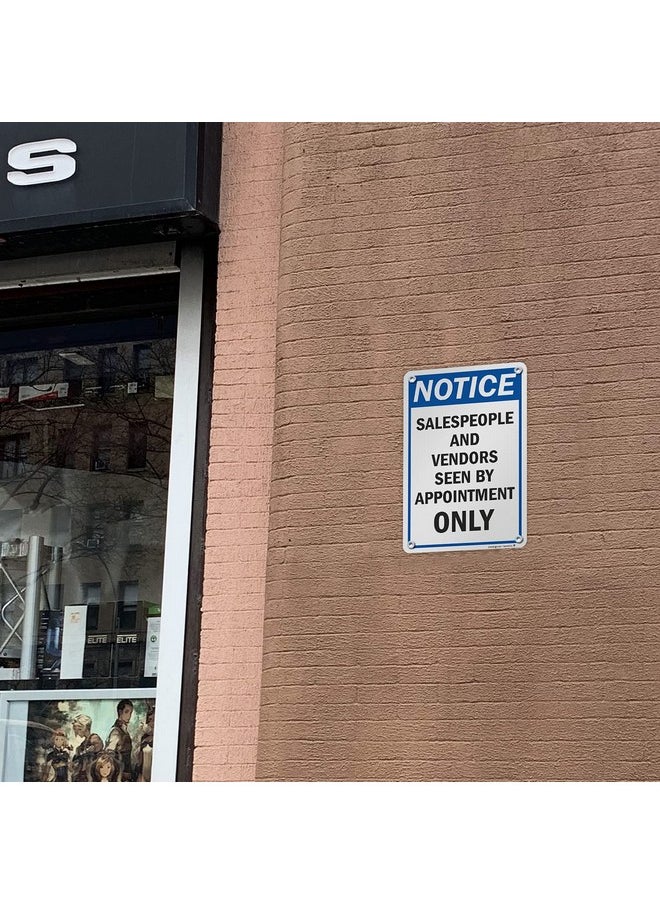 S
NOTICE
SALESPEOPLE
AND
VENDORS
SEEN BY
APPOINTMENT
ONLY
ELITE ELITE